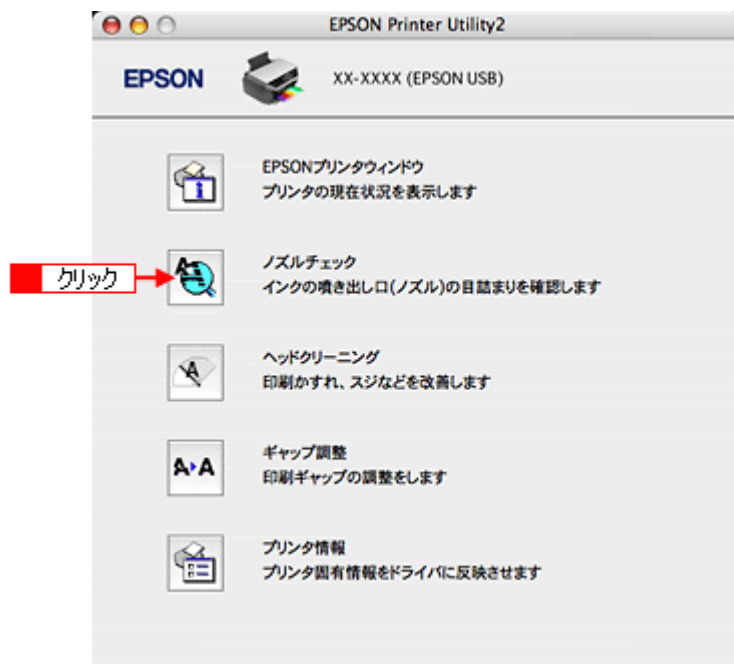 EPSON Printer Utility2
EPSON
XX-XXXX (EPSON USB)
EPSONプリンタウィンドウ
プリンタの現在状況を表示します
クリック
ノズルチェック
インクの噴き出し口(ノズル)の目詰まりを確認します
ヘッドクリーニング
印刷かすれ、スジなどを改善します
A
ギャップ調整
印刷ギャップの調整をします
A A
プリンタ情報
プリンタ固有情報をドライバに反映させます